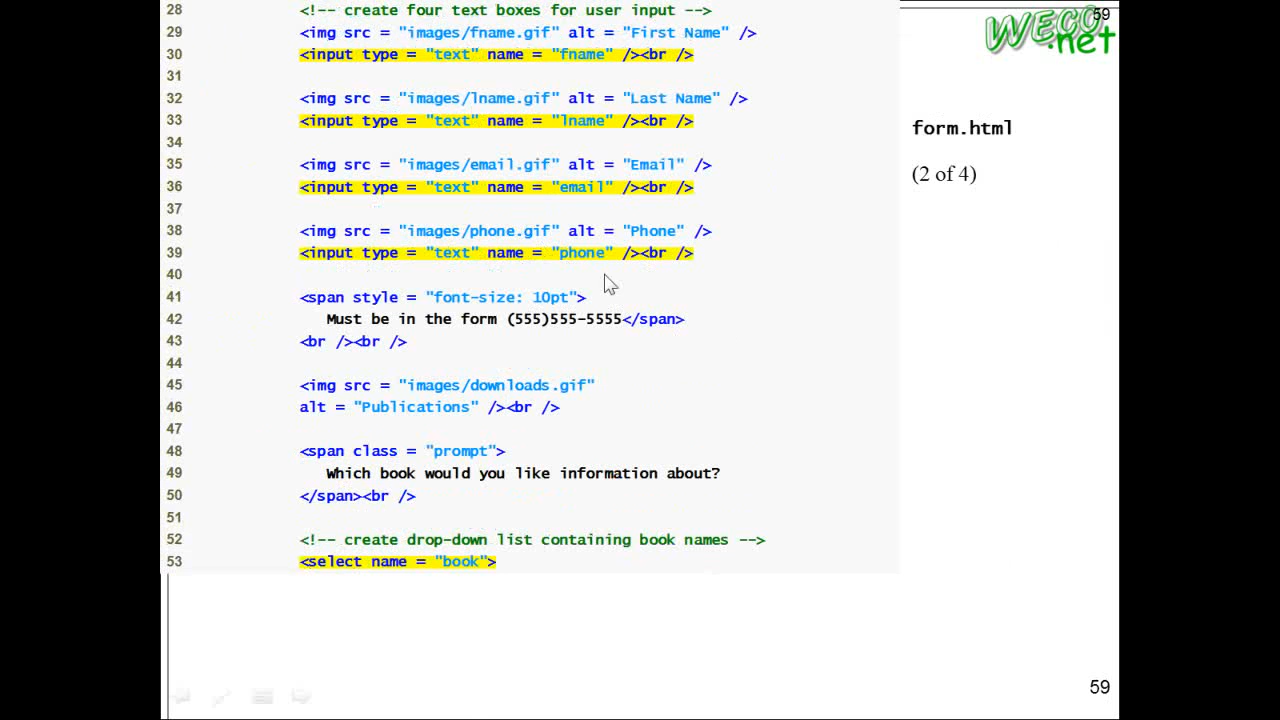 28 <!-- create four text boxes for user input -->
29 <img src = "images/fname.gif" alt = "First Name" />
30 <input type = "text" name = "fname" /><br />
31
32 <img src = "images/lname.gif" alt = "Last Name" />
33 <input type = "text" name = "lname" /><br />
34
35 <img src = "images/email.gif" alt = "Email" />
36 <input type = "text" name = "email" /><br />
37
38 <img src = "images/phone.gif" alt = "Phone" />
39 <input type = "text" name = "phone" /><br />
40
41 <span style = "font-size: 10pt">
42 Must be in the form (555)555-5555</span>
43 <br /><br />
44
45 <img src = "images/downloads.gif"
46 alt = "Publications" /><br />
47
48 <span class = "prompt">
49 Which book would you like information about?
50 </span><br />
51
52 <!-- create drop-down list containing book names -->
53 <select name = "book">
59
WECO
.net
form.html
(2 of 4)
59